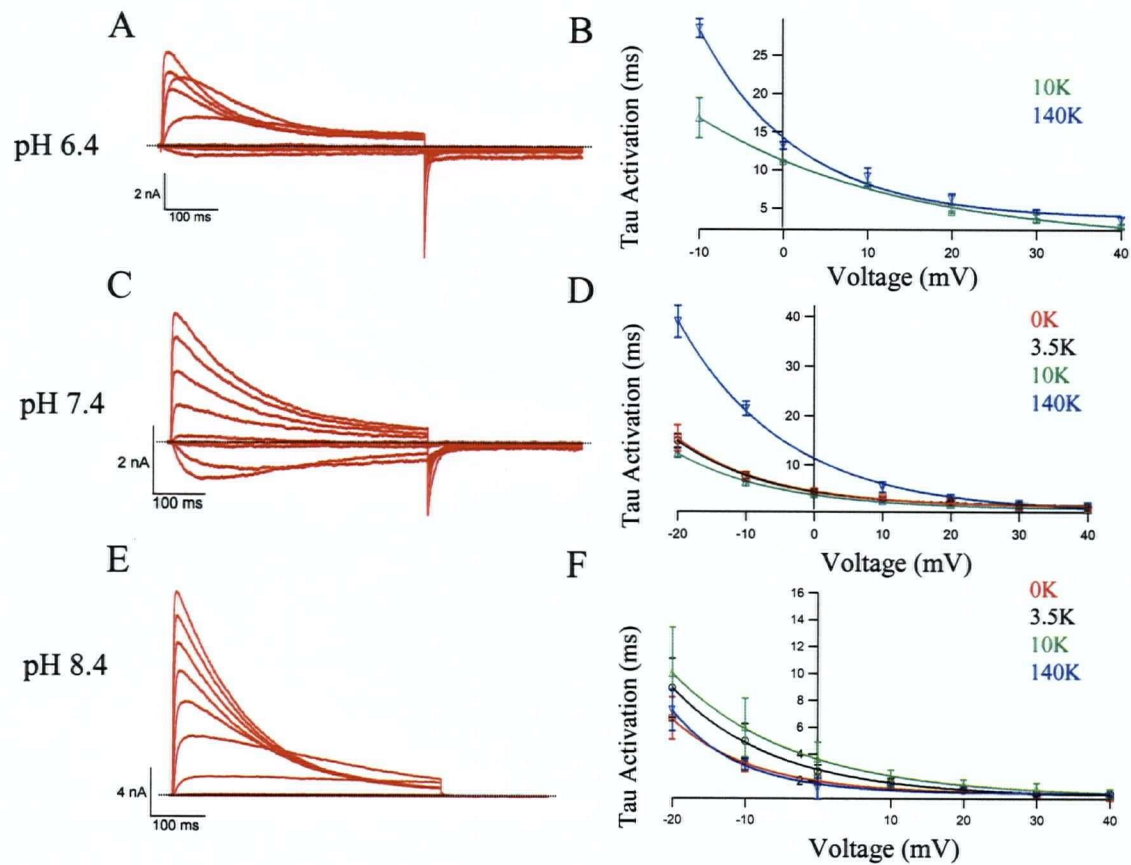 A
pH 6.4
2 nA
100 ms
B
Tau Activation (ms)
25
20
15
10
5
-10
0
10
20
30
40
Voltage (mV)
10K
140K
C
pH 7.4
2 nA
100 ms
D
Tau Activation (ms)
40
30
20
10
-20
-10
0
10
20
30
40
Voltage (mV)
0K
3.5K
10K
140K
E
pH 8.4
4 nA
100 ms
F
Tau Activation (ms)
16
14
12
10
8
6
4
2
-20
-10
0
10
20
30
40
Voltage (mV)
0K
3.5K
10K
140K